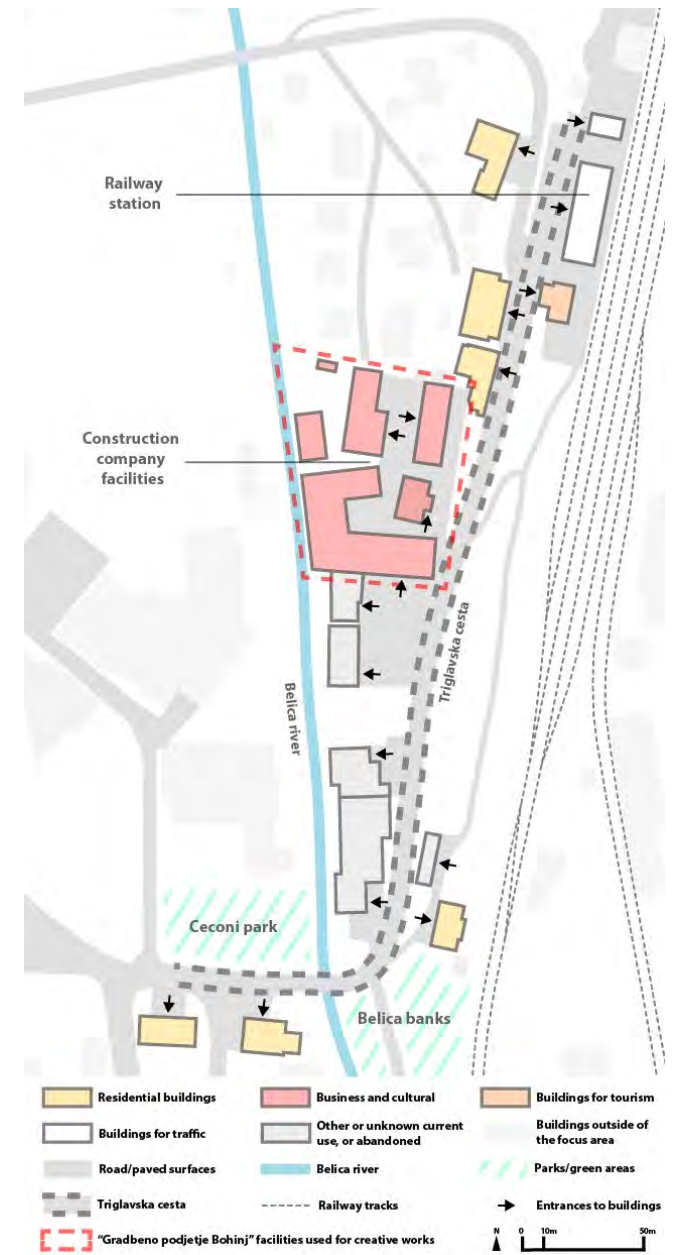 Railway
station
Construction
company
facilities
Triglavska cesta
Belica river
Ceconi park
Belica banks
Residential buildings
Business and cultural
Buildings for tourism
Buildings for traffic
Other or unknown current
use, or abandoned
Buildings outside of
the focus area
Road/paved surfaces
Belica river
Parks/green areas
Triglavska cesta
Railway tracks
Entrances to buildings
"Gradbeno podjetje Bohinj" facilities used for creative works
N 0 10m 50m